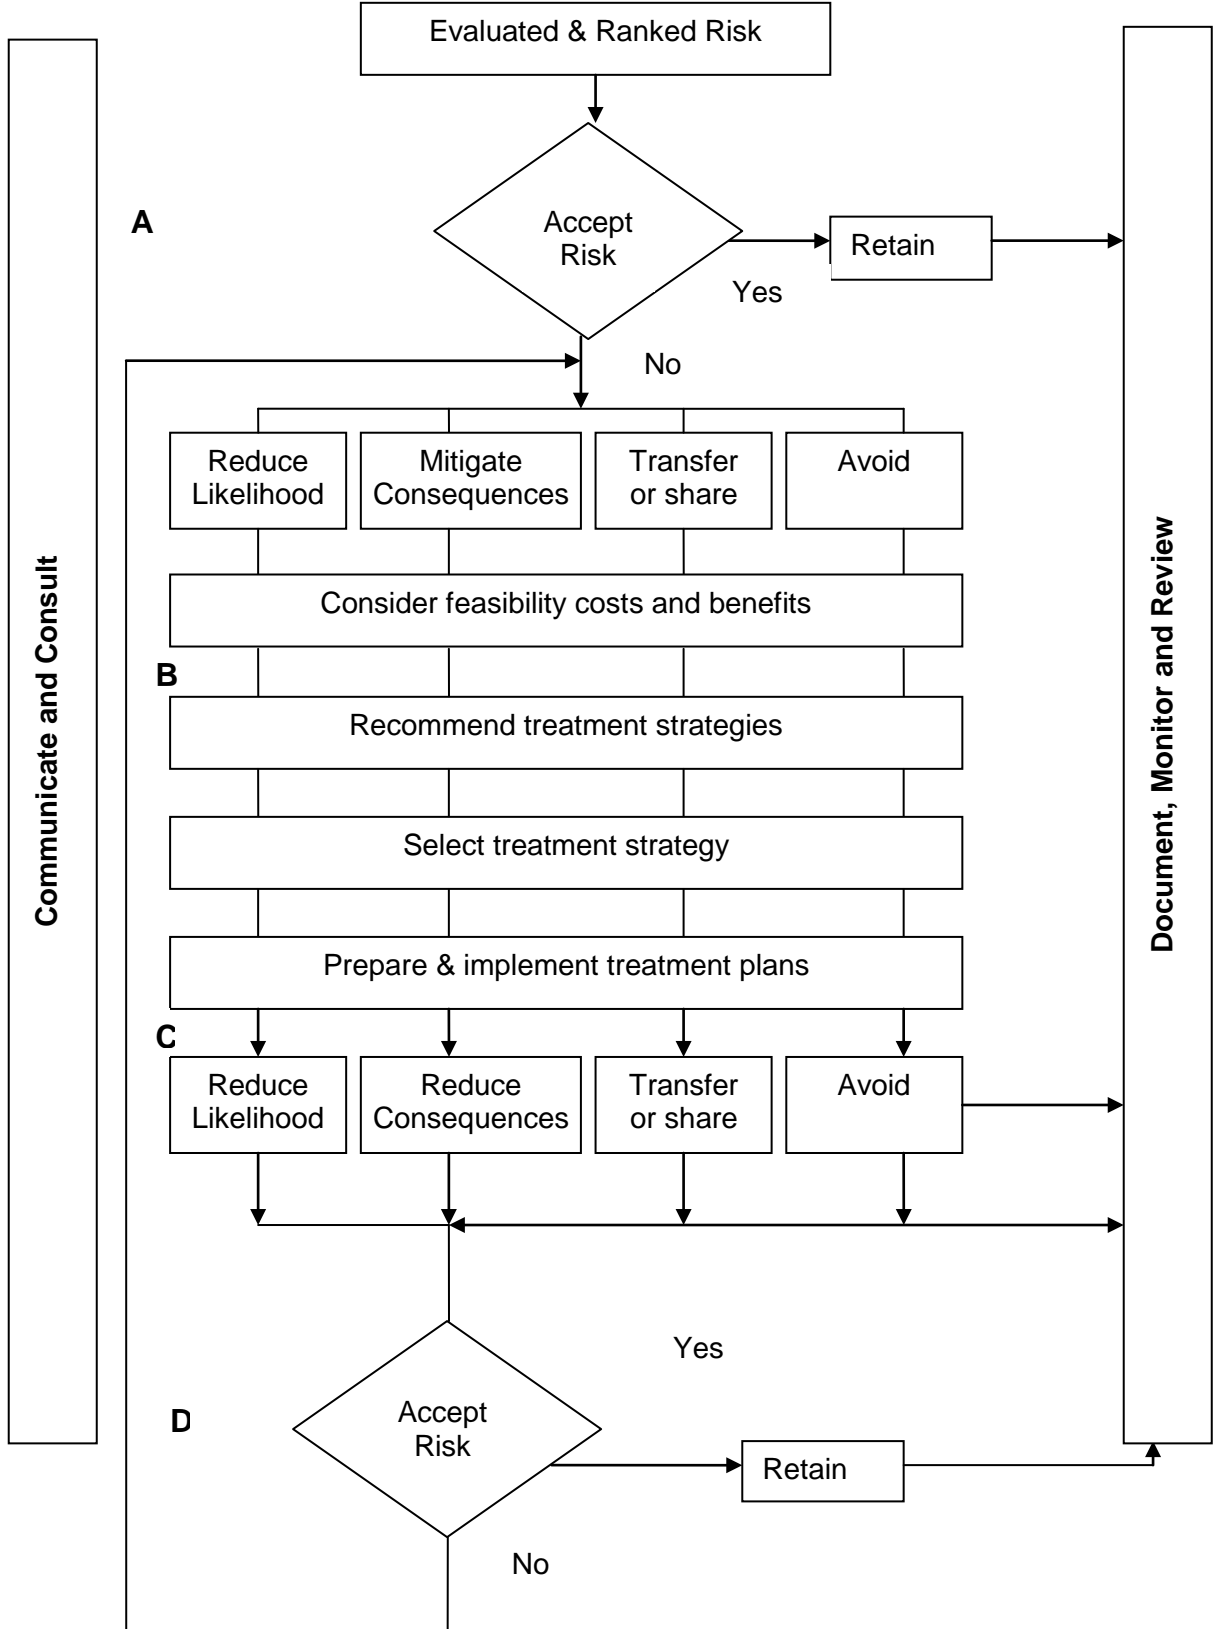 Evaluated & Ranked Risk
A
Accept
Risk
Retain
Yes
No
Reduce
Likelihood
Mitigate
Consequences
Transfer
or share
Avoid
Consider feasibility costs and benefits
B
Recommend treatment strategies
Select treatment strategy
Prepare & implement treatment plans
C
Reduce
Likelihood
Reduce
Consequences
Transfer
or share
Avoid
Yes
D
Accept
Risk
Retain
No
Communicate and Consult
Document, Monitor and Review